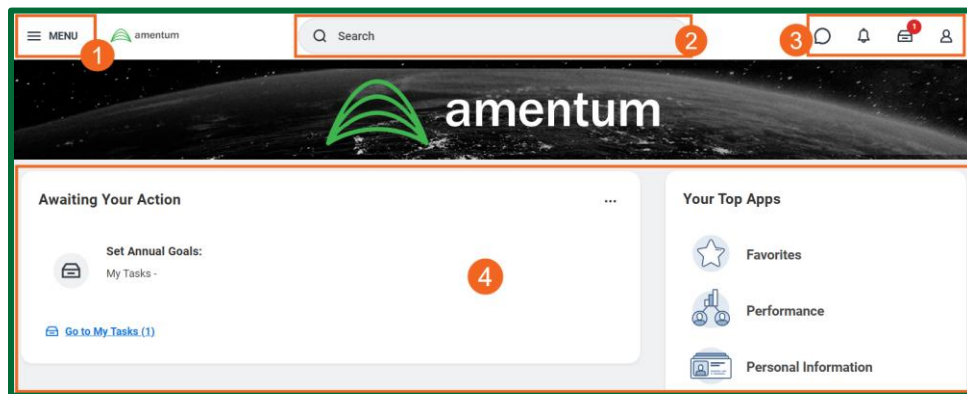 MENU
1
amentum
Search
2
3
1
amentum
Awaiting Your Action
...
Set Annual Goals:
My Tasks -
4
Go to My Tasks (1)
Your Top Apps
Favorites
Performance
Personal Information